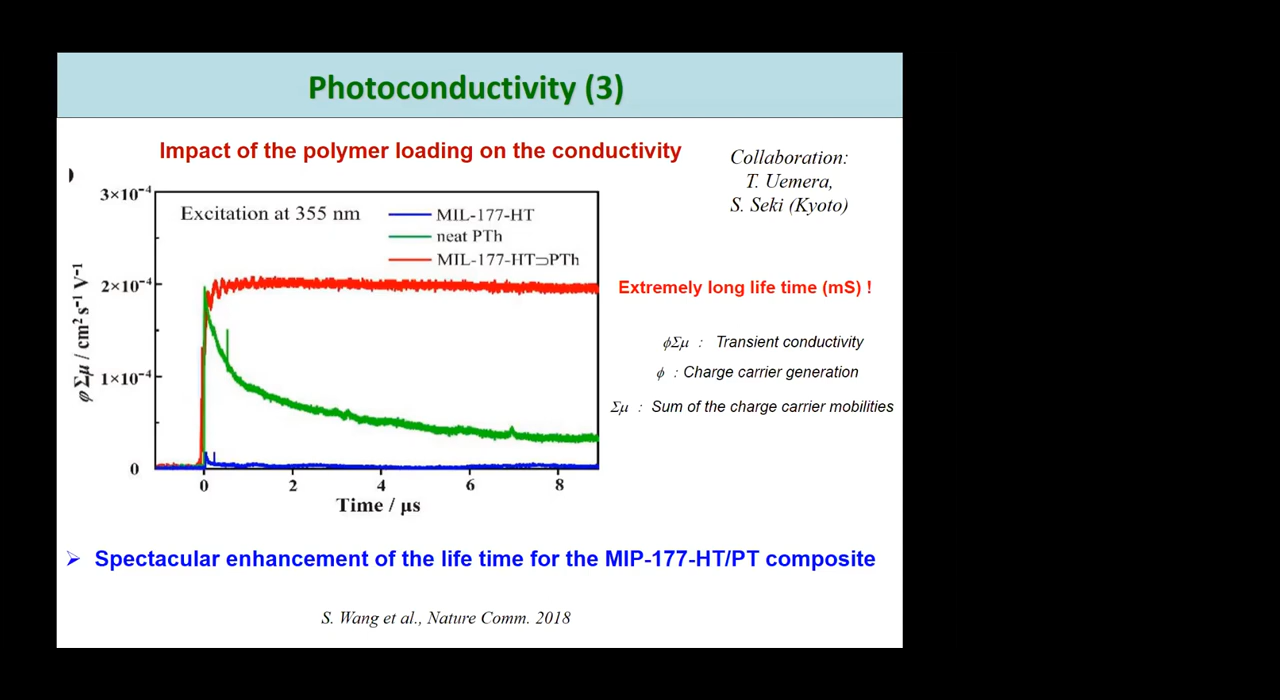 Photoconductivity (3)
Impact of the polymer loading on the conductivity
Collaboration:
T. Uemera,
S. Seki (Kyoto)
)
3×10⁻⁴
2×10⁻⁴
1×10⁻⁴
0
φΣμ / cm² s⁻¹ V⁻¹
Excitation at 355 nm
MIL-177-HT
neat PTh
MIL-177-HT⊃PTh
0 2 4 6 8
Time / μs
Extremely long life time (mS) !
ϕΣμ : Transient conductivity
ϕ : Charge carrier generation
Σμ : Sum of the charge carrier mobilities
➢ Spectacular enhancement of the life time for the MIP-177-HT/PT composite
S. Wang et al., Nature Comm. 2018